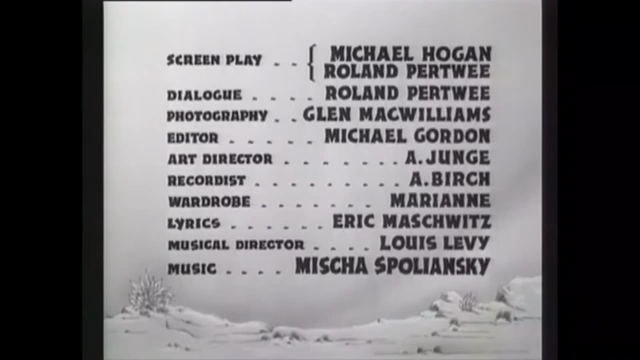 SCREEN PLAY . . { MICHAEL HOGAN
ROLAND PERTWEE
DIALOGUE . . . . ROLAND PERTWEE
PHOTOGRAPHY . . GLEN MACWILLIAMS
EDITOR . . . . . MICHAEL GORDON
ART DIRECTOR . . . . . . A. JUNGE
RECORDIST . . . . . . . . A. BIRCH
WARDROBE . . . . . . . MARIANNE
LYRICS . . . . . ERIC MASCHWITZ
MUSICAL DIRECTOR . . . . LOUIS LEVY
MUSIC . . . . MISCHA SPOLIANSKY